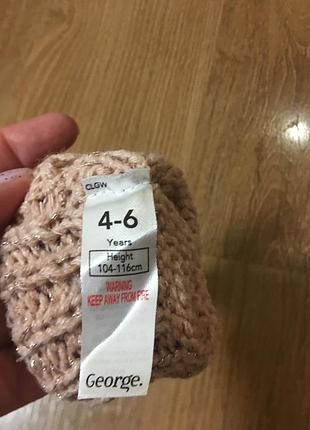 CLGW
4-6
Years
Height
104-116cm
WARNING
KEEP AWAY FROM FIRE
George.